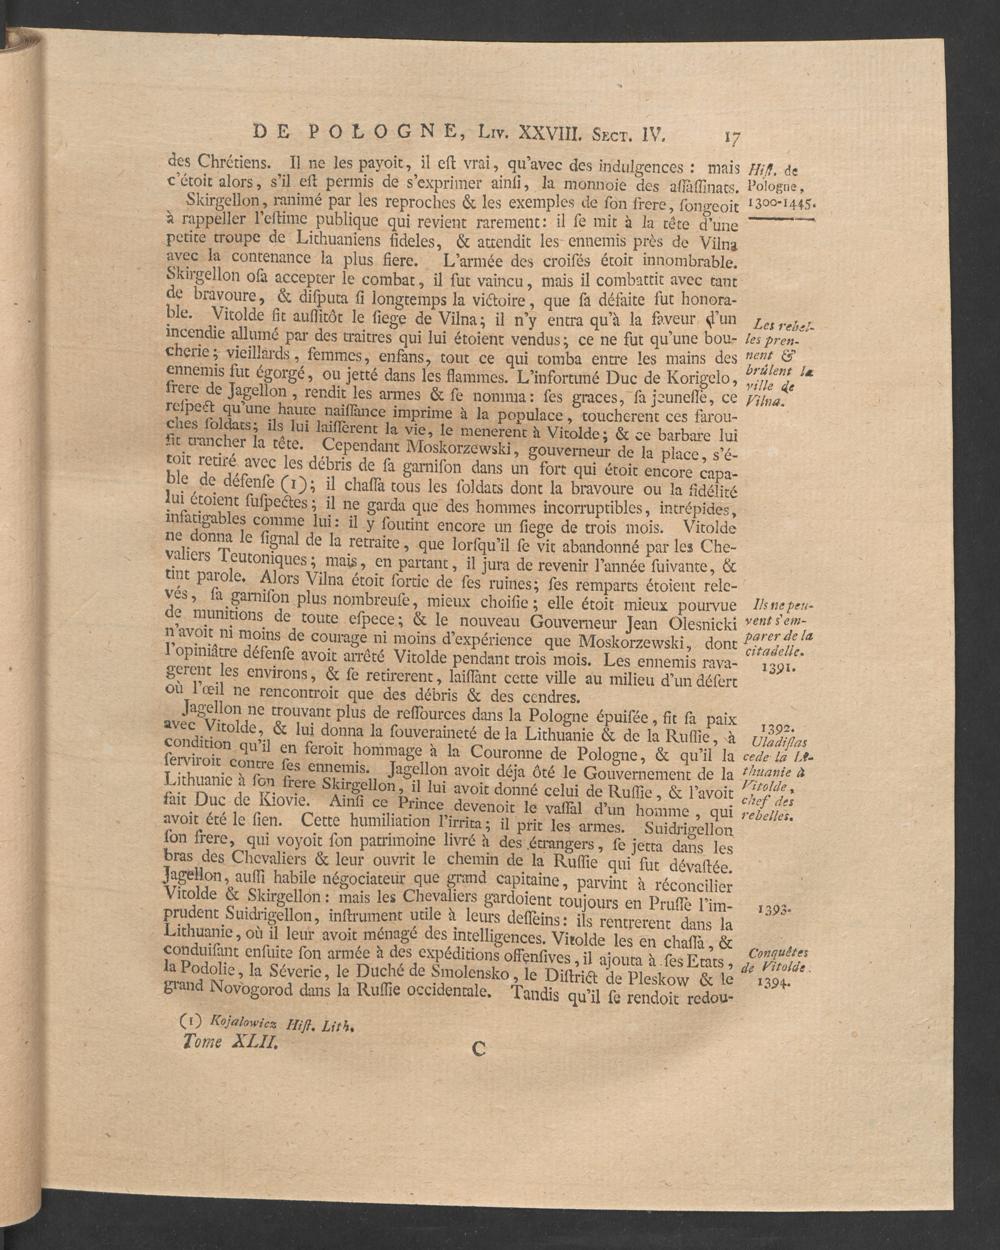 DE POLOGNE, Liv. XXVIII. Sect. IV. 17
des Chrétiens. Il ne les payoit, il eſt vrai, qu'avec des indulgences : mais
c'étoit alors, s'il eſt permis de s'exprimer ainſi, la monnoie des aſſaſſinats.
Skirgellon, ranimé par les reproches & les exemples de ſon frere, ſongeoit
à rappeller l'eſtime publique qui revient rarement: il ſe mit à la tête d'une
petite troupe de Lithuaniens fideles, & attendit les ennemis près de Vilna
avec la contenance la plus fiere. L'armée des croiſés étoit innombrable.
Skirgellon oſa accepter le combat, il fut vaincu, mais il combattit avec tant
de bravoure, & diſputa ſi longtemps la victoire, que ſa défaite fut honora-
ble. Vitolde fit auſſitôt le ſiege de Vilna; il n'y entra qu'à la faveur d'un
incendie allumé par des traitres qui lui étoient vendus; ce ne fut qu'une bou-
cherie; vieillards, femmes, enfans, tout ce qui tomba entre les mains des
ennemis fut égorgé, ou jetté dans les flammes. L'infortuné Duc de Korigelo,
frere de Jagellon, rendit les armes & ſe nomma: ſes graces, ſa jeuneſſe, ce
reſpect qu'une haute naiſſance imprime à la populace, toucherent ces farou-
ches ſoldats; ils lui laiſſerent la vie, le menerent à Vitolde; & ce barbare lui
fit trancher la tête. Cependant Moskorzewski, gouverneur de la place, s'é-
toit retiré avec les débris de ſa garniſon dans un fort qui étoit encore capa-
ble de défenſe (1); il chaſſa tous les ſoldats dont la bravoure ou la fidélité
lui étoient ſuſpectes; il ne garda que des hommes incorruptibles, intrépides,
infatigables comme lui: il y ſoutint encore un ſiege de trois mois. Vitolde
ne donna le ſignal de la retraite, que lorſqu'il ſe vit abandonné par les Che-
valiers Teutoniques; mais, en partant, il jura de revenir l'année ſuivante, &
tint parole. Alors Vilna étoit ſortie de ſes ruines; ſes remparts étoient rele-
vés, ſa garniſon plus nombreuſe, mieux choiſie; elle étoit mieux pourvue
de munitions de toute eſpece; & le nouveau Gouverneur Jean Oleſnicki
n'avoit ni moins de courage ni moins d'expérience que Moskorzewski, dont
l'opiniâtre défenſe avoit arrêté Vitolde pendant trois mois. Les ennemis rava-
gerent les environs, & ſe retirerent, laiſſant cette ville au milieu d'un déſert
où l'œil ne rencontroit que des débris & des cendres.
Jagellon ne trouvant plus de reſſources dans la Pologne épuiſée, fit ſa paix
avec Vitolde, & lui donna la ſouveraineté de la Lithuanie & de la Ruſſie, à
condition qu'il en feroit hommage à la Couronne de Pologne, & qu'il la
ſerviroit contre ſes ennemis. Jagellon avoit déja ôté le Gouvernement de la
Lithuanie à ſon frere Skirgellon, il lui avoit donné celui de Ruſſie, & l'avoit
fait Duc de Kiovie. Ainſi ce Prince devenoit le vaſſal d'un homme, qui
avoit été le ſien. Cette humiliation l'irrita; il prit les armes. Suidrigellon
ſon frere, qui voyoit ſon patrimoine livré à des étrangers, ſe jetta dans les
bras des Chevaliers & leur ouvrit le chemin de la Ruſſie qui fut dévaſtée.
Jagellon, auſſi habile négociateur que grand capitaine, parvint à réconcilier
Vitolde & Skirgellon: mais les Chevaliers gardoient toujours en Pruſſe l'im-
prudent Suidrigellon, inſtrument utile à leurs deſſeins: ils rentrerent dans la
Lithuanie, où il leur avoit ménagé des intelligences. Vitolde les en chaſſa, &
conduiſant enſuite ſon armée à des expéditions offenſives, il ajouta à ſes Etats,
la Podolie, la Séverie, le Duché de Smolensko, le Diſtrict de Pleskow & le
grand Novogorod dans la Ruſſie occidentale. Tandis qu'il ſe rendoit redou-
(1) Kojalowicz Hiſt. Lith.
Tome XLII.
C
Hiſt. de
Pologne,
1300-1445.
Les rebel-
les pren-
nent &
brûlent la
ville de
Vilna.
Ils ne peu-
vent s'em-
parer de la
citadelle.
1391.
1392.
Uladiſlas
cede la Li-
thuanie à
Vitolde,
chef des
rebelles.
1393.
Conquêtes
de Vitolde.
1394.